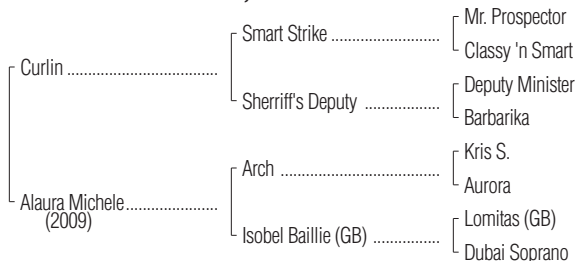 Mr. Prospector
Smart Strike ............................
Classy 'n Smart
Curlin ......................................
Deputy Minister
Sherriff's Deputy ...................
Barbarika
Kris S.
Arch .........................................
Aurora
Alaura Michele.......................
(2009)
Lomitas (GB)
Isobel Baillie (GB) .................
Dubai Soprano